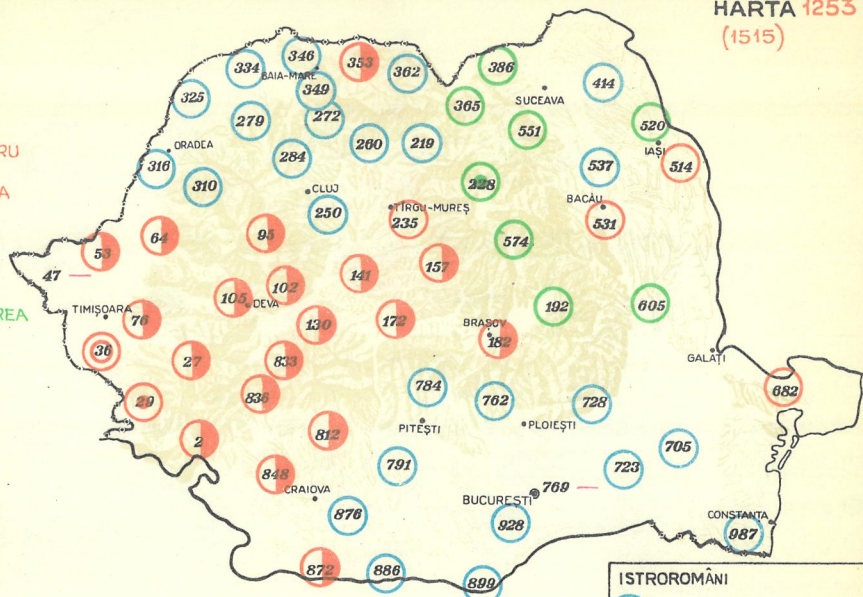 HARTA 1253
(1515)
RU
A
REA
346
353
334
BAIA-MARE
362
386
349
325
414
SUCEAVA
365
279
272
520
551
ORADEA
260
219
IAȘI
284
514
316
537
310
228
CLUJ
BACĂU
TÎRGU-MUREȘ
250
235
531
64
95
574
53
157
47
141
102
105
DEVA
192
605
TIMIȘOARA
76
130
172
BRAȘOV
182
36
GALAȚI
27
833
784
682
836
762
29
728
PITEȘTI
PLOIEȘTI
2
812
705
791
723
848
CRAIOVA
BUCUREȘTI
769
876
CONSTANȚA
928
987
872
886
899
ISTROROMÂNI